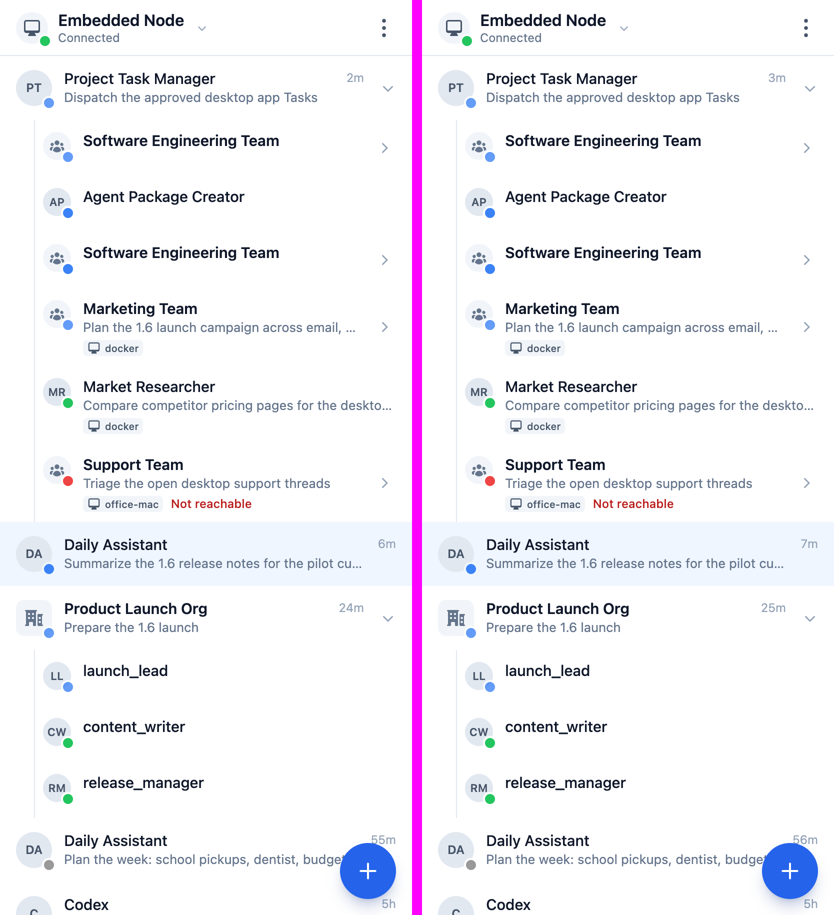 Embedded Node
Connected
PT
Project Task Manager
2m
Dispatch the approved desktop app Tasks
Software Engineering Team
AP
Agent Package Creator
Software Engineering Team
Marketing Team
Plan the 1.6 launch campaign across email, ...
docker
MR
Market Researcher
Compare competitor pricing pages for the deskto...
docker
Support Team
Triage the open desktop support threads
office-mac Not reachable
DA
Daily Assistant
6m
Summarize the 1.6 release notes for the pilot cu...
Product Launch Org
24m
Prepare the 1.6 launch
LL
launch_lead
CW
content_writer
RM
release_manager
DA
Daily Assistant
55m
Plan the week: school pickups, dentist, budget
C
Codex
5h
Embedded Node
Connected
PT
Project Task Manager
3m
Dispatch the approved desktop app Tasks
Software Engineering Team
AP
Agent Package Creator
Software Engineering Team
Marketing Team
Plan the 1.6 launch campaign across email, ...
docker
MR
Market Researcher
Compare competitor pricing pages for the deskto...
docker
Support Team
Triage the open desktop support threads
office-mac Not reachable
DA
Daily Assistant
7m
Summarize the 1.6 release notes for the pilot cu...
Product Launch Org
25m
Prepare the 1.6 launch
LL
launch_lead
CW
content_writer
RM
release_manager
DA
Daily Assistant
56m
Plan the week: school pickups, dentist, budget
C
Codex
5h